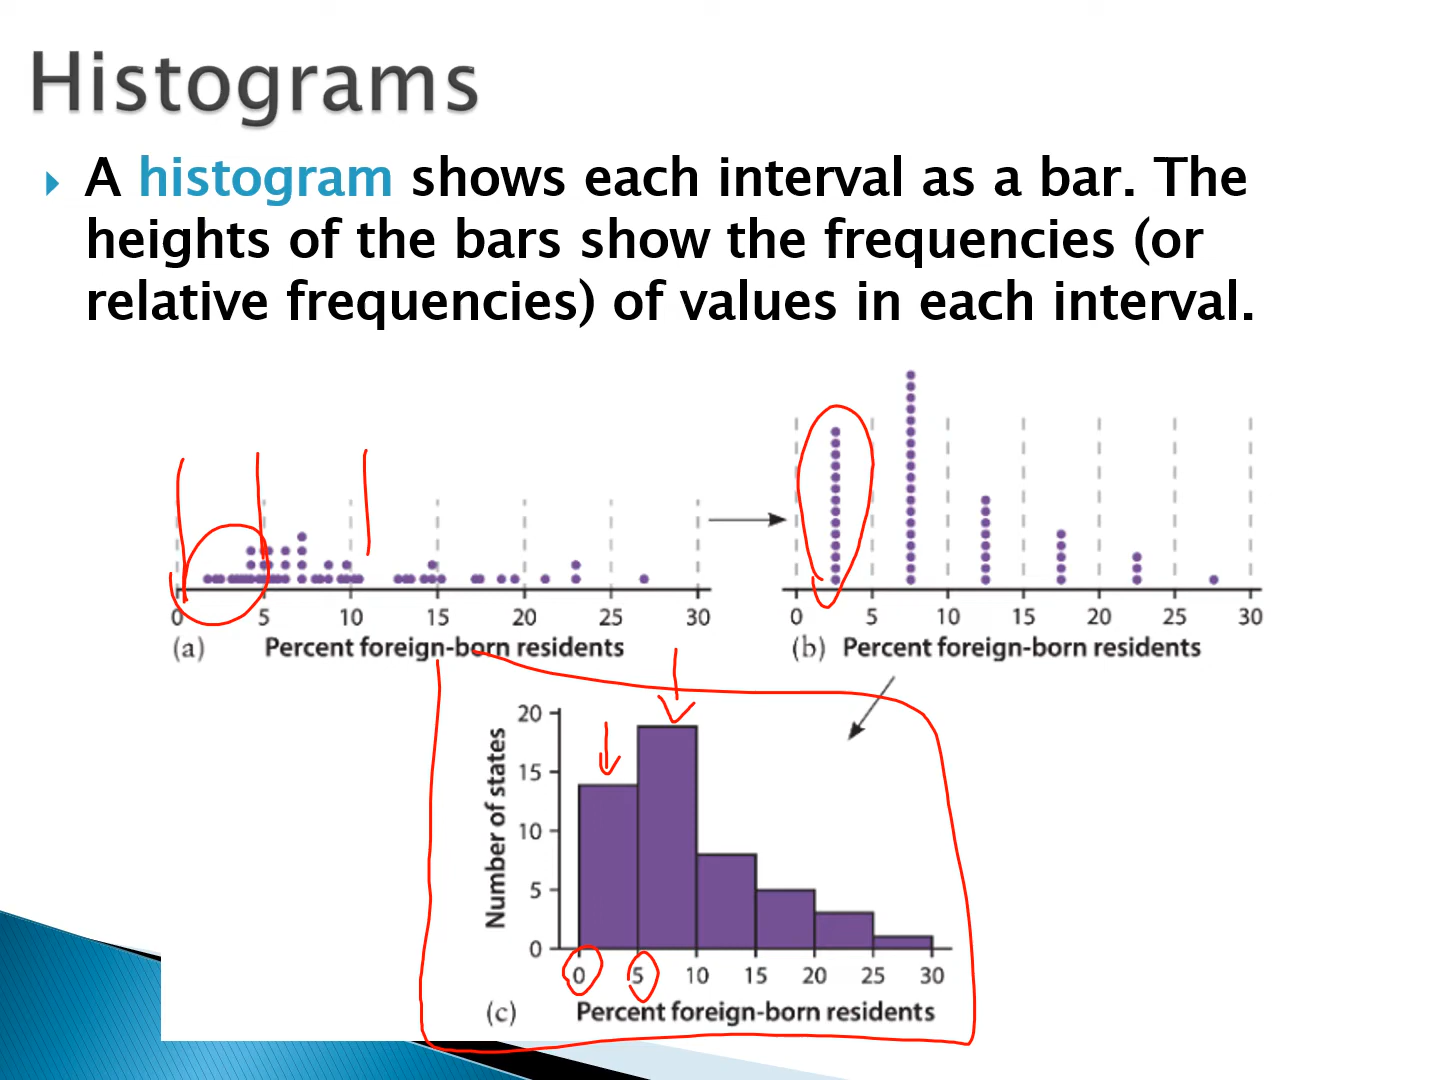 Histograms
A histogram shows each interval as a bar. The
heights of the bars show the frequencies (or
relative frequencies) of values in each interval.
0 5 10 15 20 25 30
(a) Percent foreign-born residents
0 5 10 15 20 25 30
(b) Percent foreign-born residents
Number of states
20
15
10
5
0
0 5 10 15 20 25 30
(c) Percent foreign-born residents